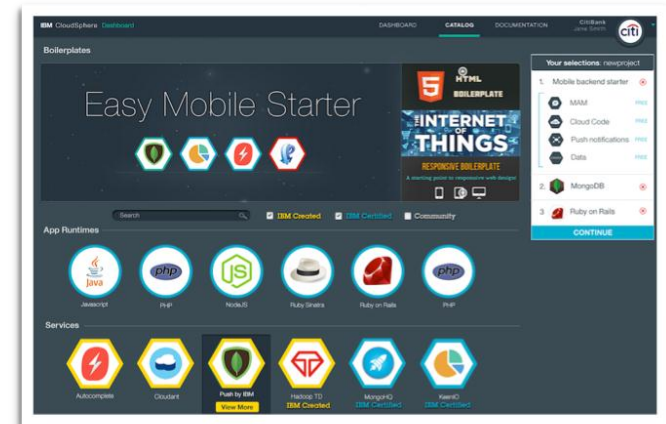 IBM CloudSphere Dashboard
DASHBOARD
CATALOG
DOCUMENTATION
CitiBank
Jane Smith
citi
Boilerplates
Easy Mobile Starter
HTML
5 BOILERPLATE
THE INTERNET
OF
THINGS
RESPONSIVE BOILERPLATE
A starting point to responsive web designs
Your selections: newproject
1. Mobile backend starter
MAM FREE
Cloud Code FREE
Push notifications FREE
Data FREE
2. MongoDB
3 Ruby on Rails
CONTINUE
Search
IBM Created
IBM Certified
Community
App Runtimes
Java
php
JS
php
Javascript
PHP
NodeJS
Ruby Sinatra
Ruby on Rails
PHP
Services
Autocomplete
Cloudant
Push by IBM
View More
Hadoop TD
IBM Created
MongoHQ
IBM Certified
KeenIO
IBM Certified